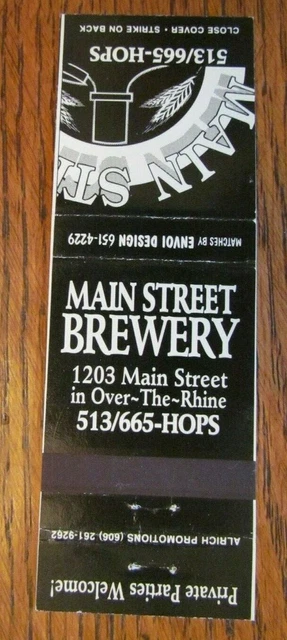 CLOSE COVER • STRIKE ON BACK
513/665-HOPS
MAIN ST
MATCHES BY ENVOI DESIGN 651-4229
MAIN STREET
BREWERY
1203 Main Street
in Over~The~Rhine
513/665-HOPS
ALRICH PROMOTIONS (606) 261-9262
Private Parties Welcome!